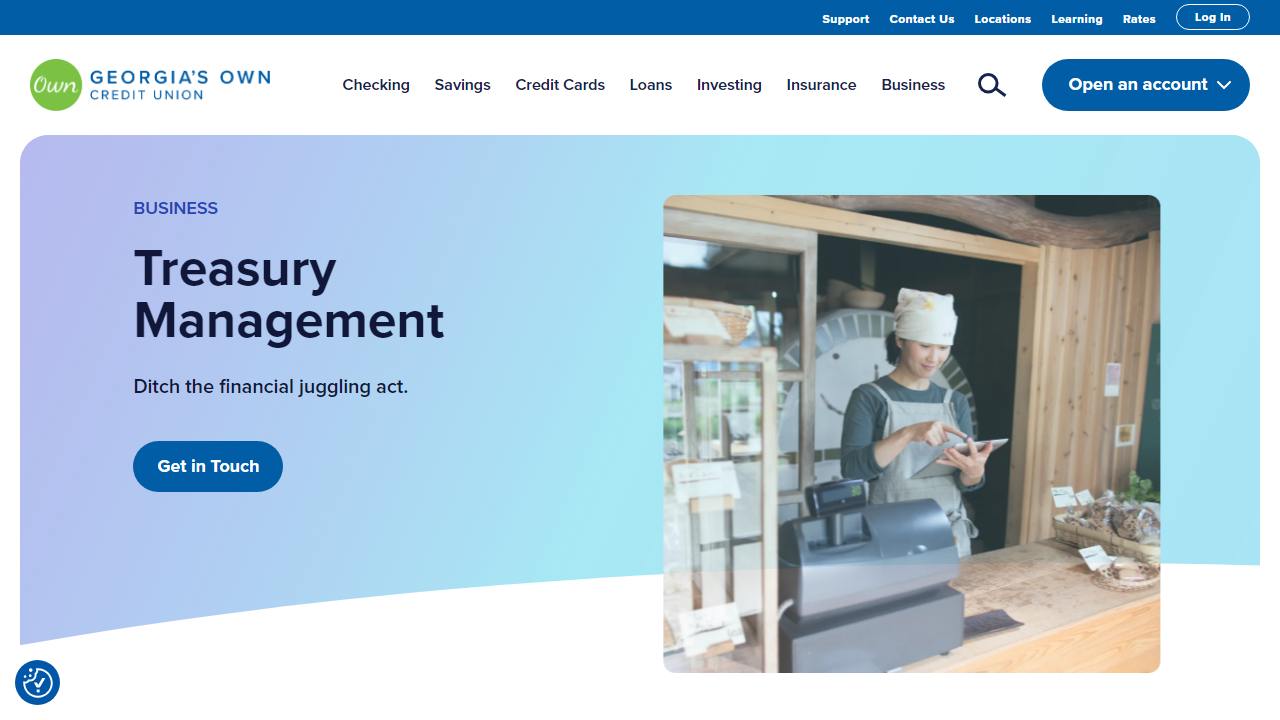 Support Contact Us Locations Learning Rates Log In
Own GEORGIA'S OWN
CREDIT UNION
Checking Savings Credit Cards Loans Investing Insurance Business Open an account
BUSINESS
Treasury
Management
Ditch the financial juggling act.
Get in Touch